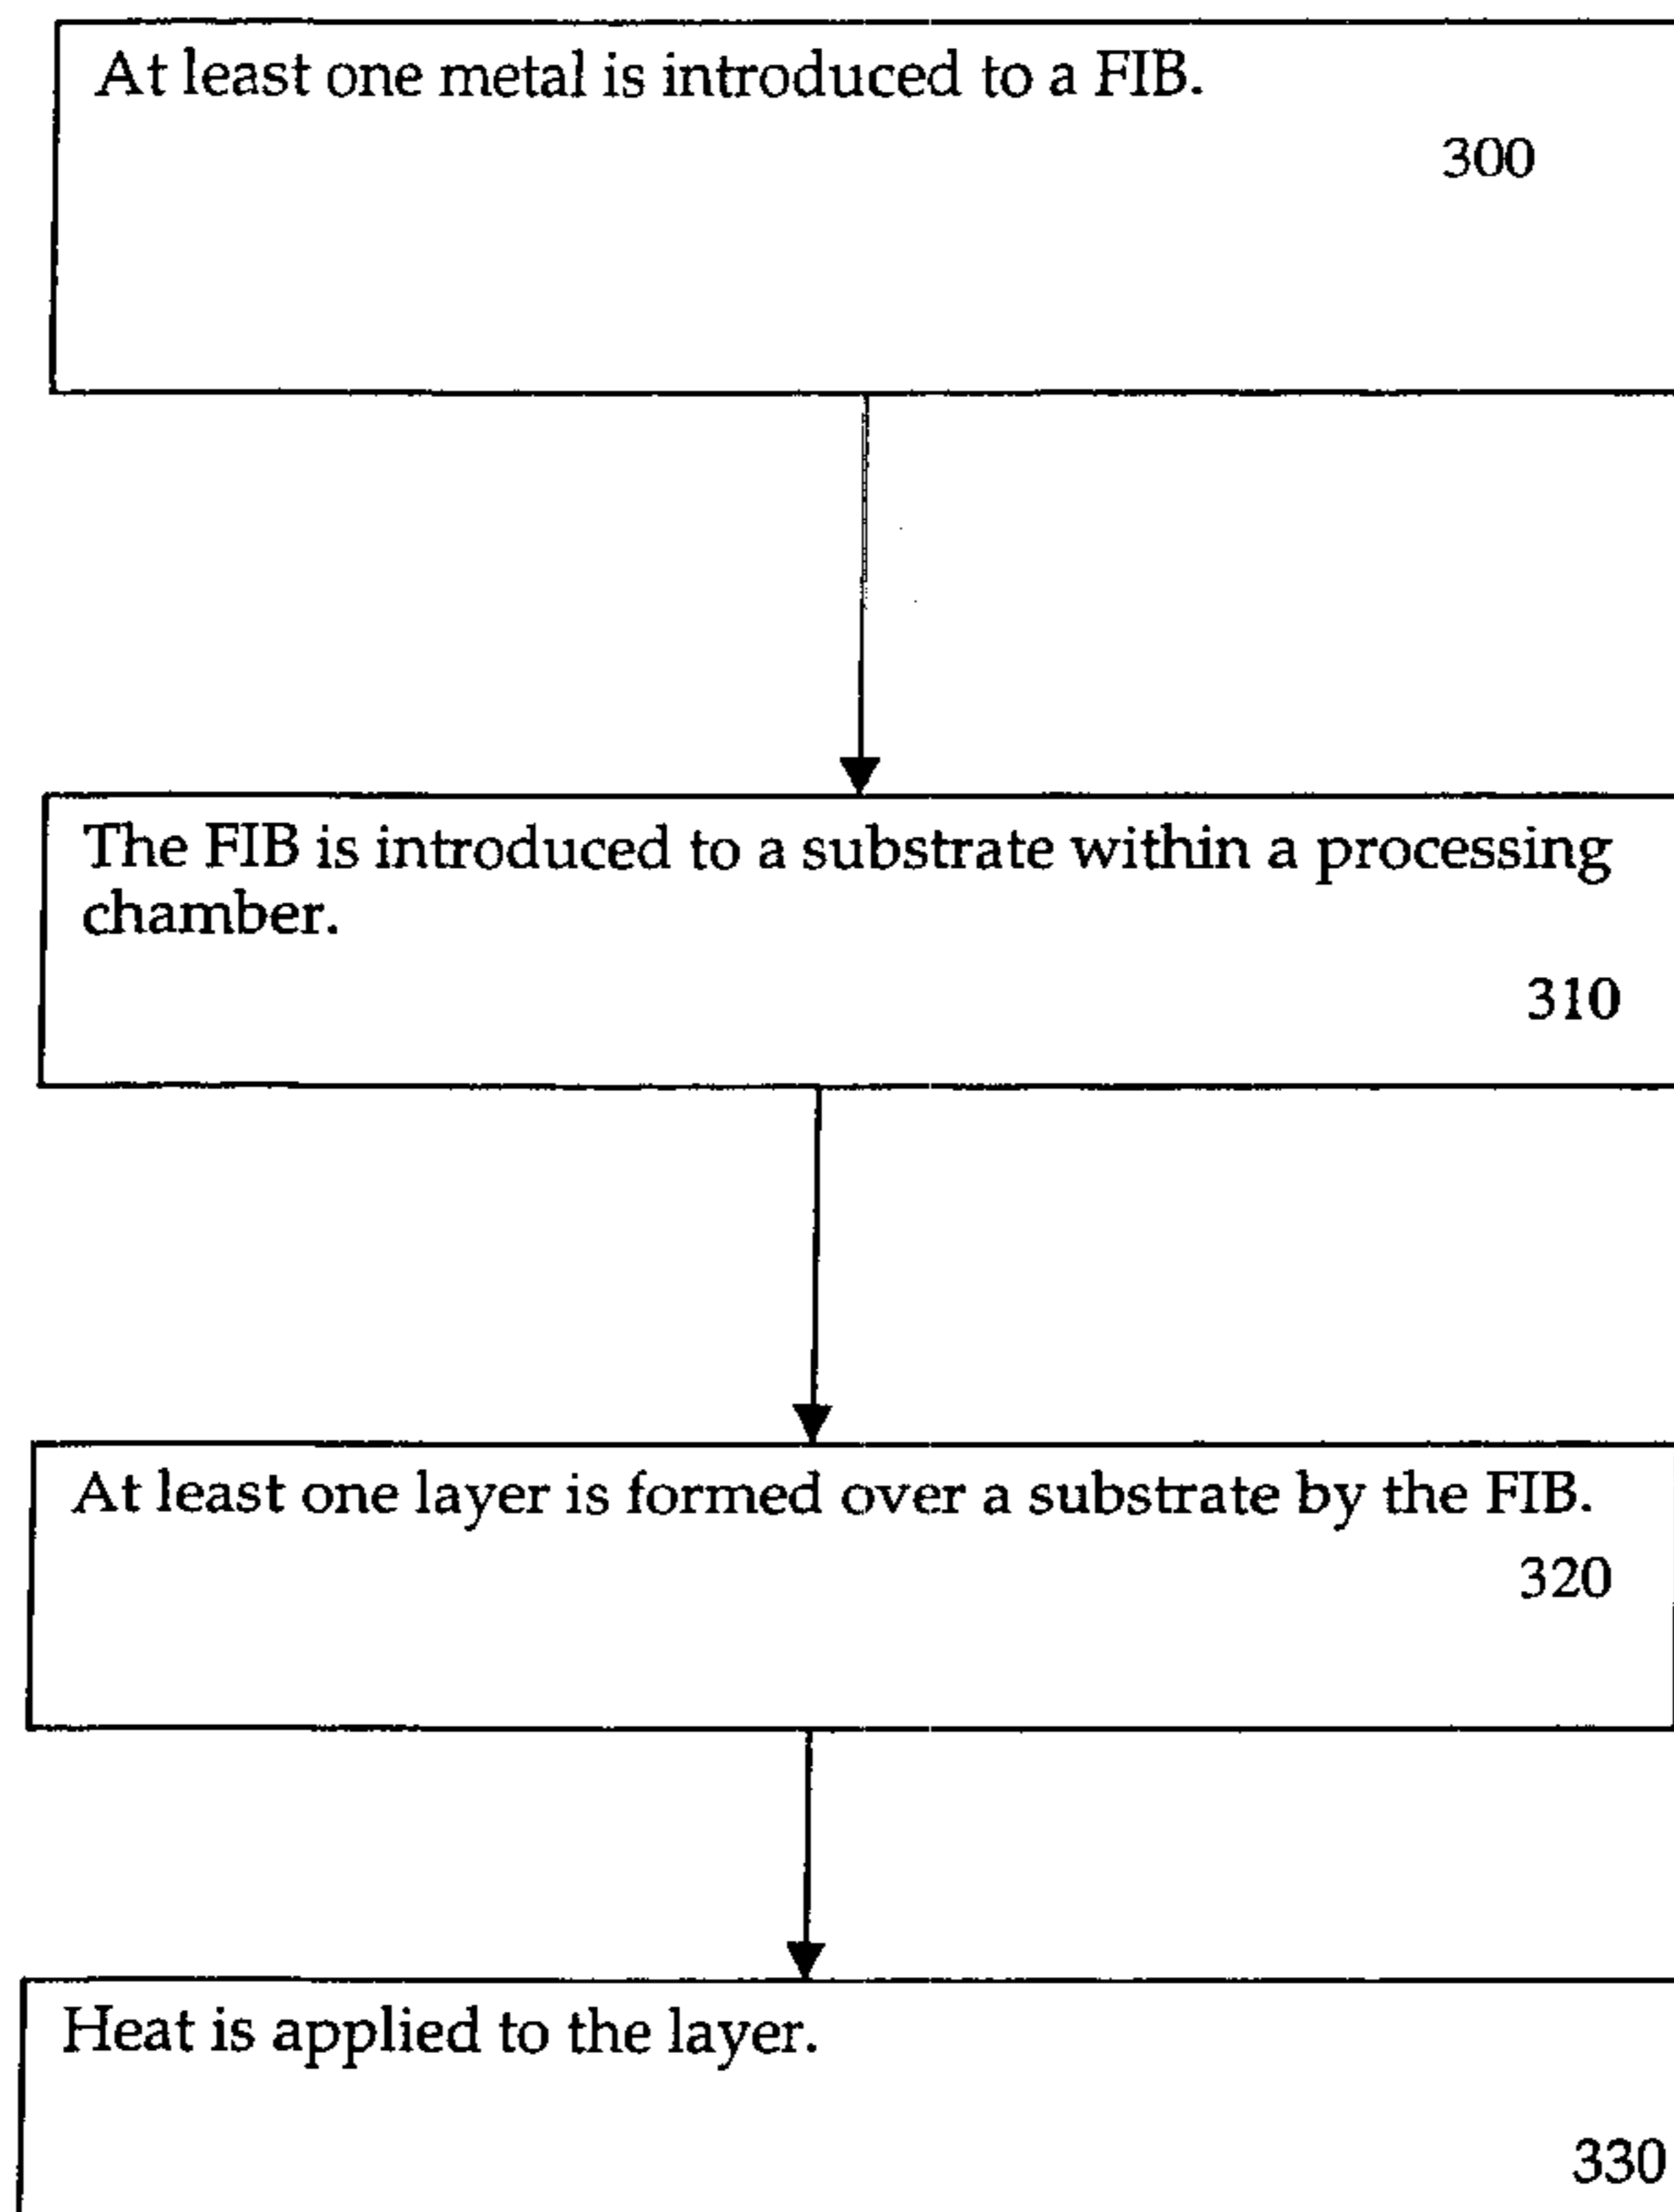 At least one metal is introduced to a FIB.
300
The FIB is introduced to a substrate within a processing
chamber.
310
At least one layer is formed over a substrate by the FIB.
320
Heat is applied to the layer.
330